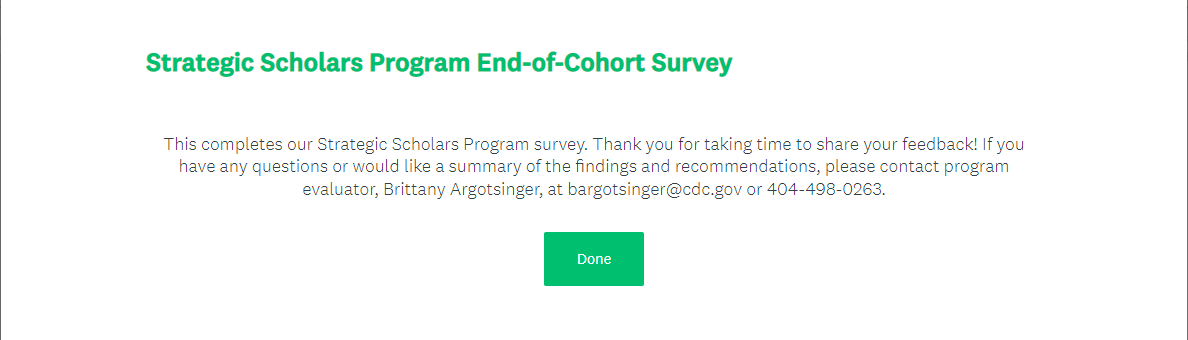 Strategic Scholars Program End-of-Cohort Survey
This completes our Strategic Scholars Program survey. Thank you for taking time to share your feedback! If you
have any questions or would like a summary of the findings and recommendations, please contact program
evaluator, Brittany Argotsinger, at bargotsinger@cdc.gov or 404-498-0263.
Done